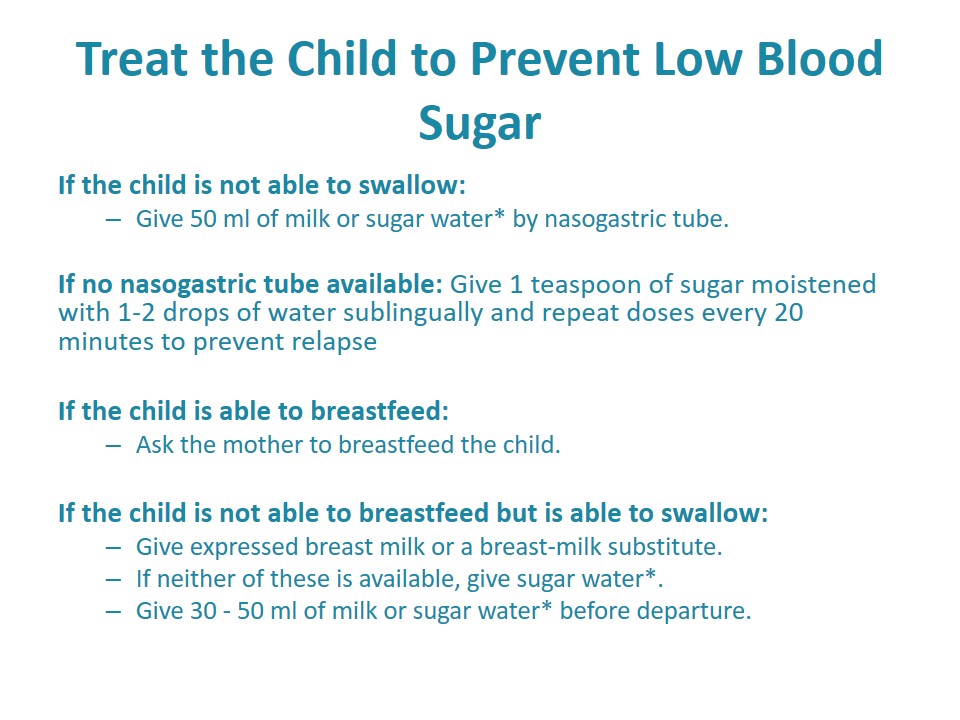 Treat the Child to Prevent Low Blood
Sugar
If the child is not able to swallow:
– Give 50 ml of milk or sugar water* by nasogastric tube.
If no nasogastric tube available: Give 1 teaspoon of sugar moistened
with 1-2 drops of water sublingually and repeat doses every 20
minutes to prevent relapse
If the child is able to breastfeed:
– Ask the mother to breastfeed the child.
If the child is not able to breastfeed but is able to swallow:
– Give expressed breast milk or a breast-milk substitute.
– If neither of these is available, give sugar water*.
– Give 30 - 50 ml of milk or sugar water* before departure.